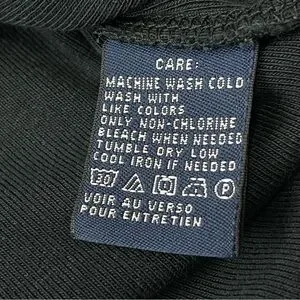 CARE:
MACHINE WASH COLD
WASH WITH
LIKE COLORS
ONLY NON-CHLORINE
BLEACH WHEN NEEDED
TUMBLE DRY LOW
COOL IRON IF NEEDED
30 P
VOIR AU VERSO
POUR ENTRETIEN